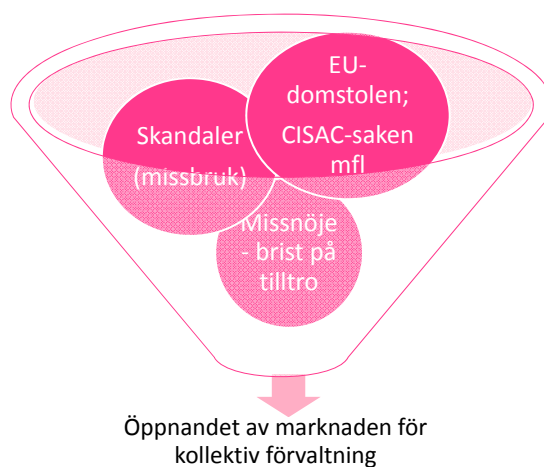 EU-
domstolen;
CISAC-saken
mfl
Skandaler
(missbruk)
Missnöje
- brist på
tilltro
Öppnandet av marknaden för
kollektiv förvaltning